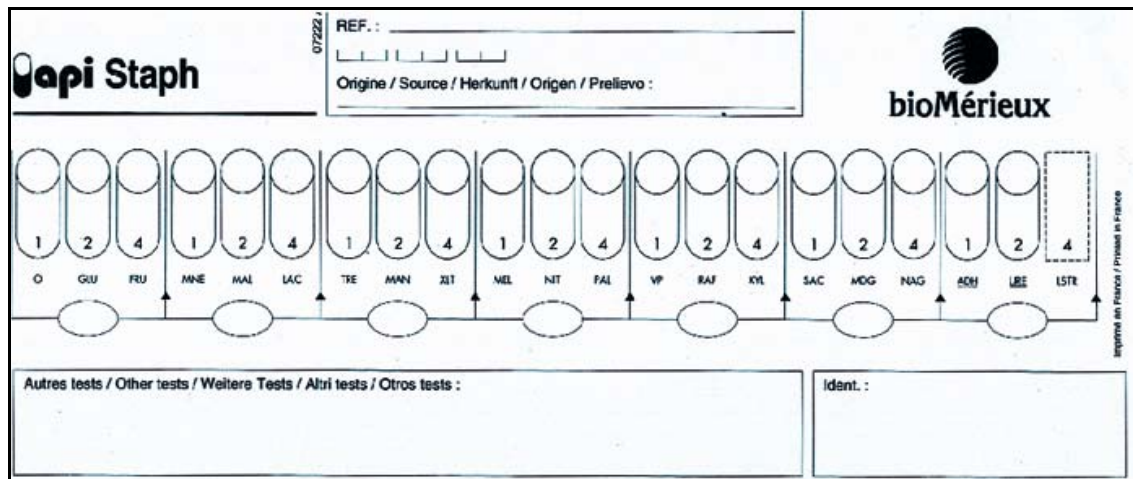 07222
REF. :
api Staph
Origine / Source / Herkunft / Origen / Prelievo :
bioMérieux
1 2 4 1 2 4 1 2 4 1 2 4 1 2 4 1 2 4 1 2 4
O GLU FRU MNE MAL LAC TRE MAN XLT MEL NIT PAL VP RAF XYL SAC MDG NAG ADH URE LSTR
Imprimé en France / Printed in France
Autres tests / Other tests / Weitere Tests / Altri tests / Otros tests :
Ident. :